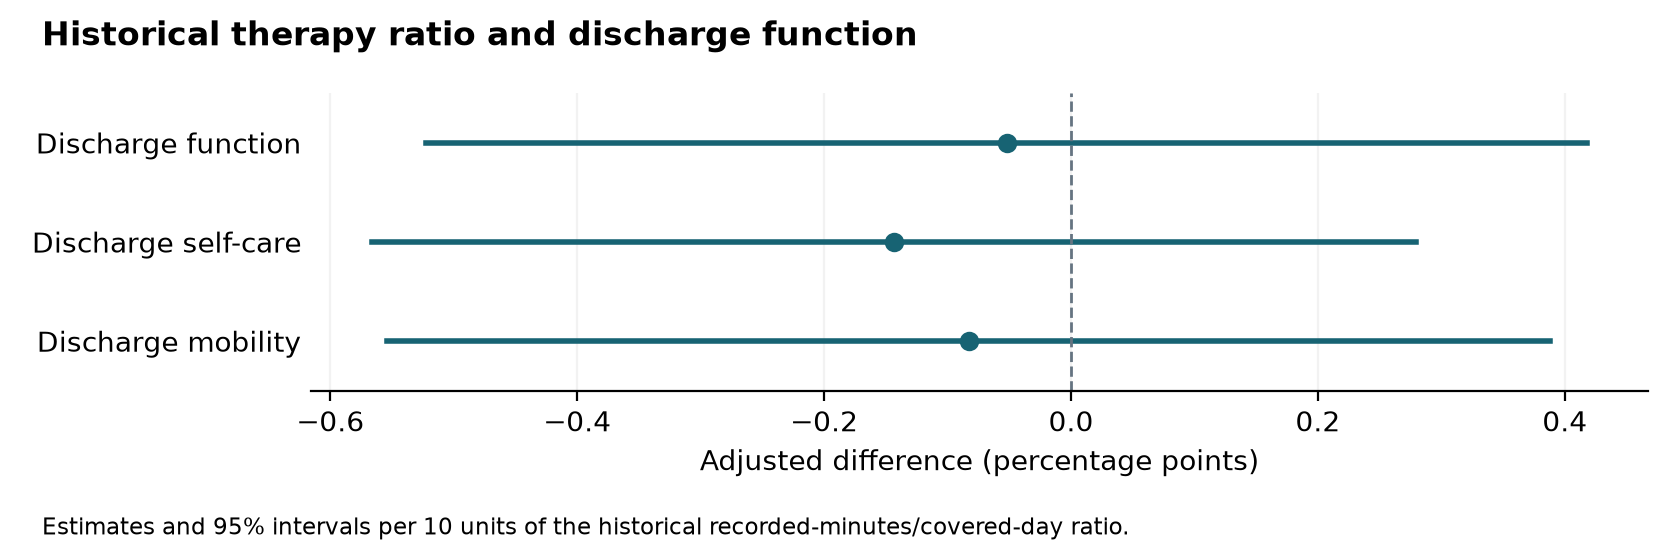 Historical therapy ratio and discharge function
Discharge function
Discharge self-care
Discharge mobility
−0.6 −0.4 −0.2 0.0 0.2 0.4
Adjusted difference (percentage points)
Estimates and 95% intervals per 10 units of the historical recorded-minutes/covered-day ratio.